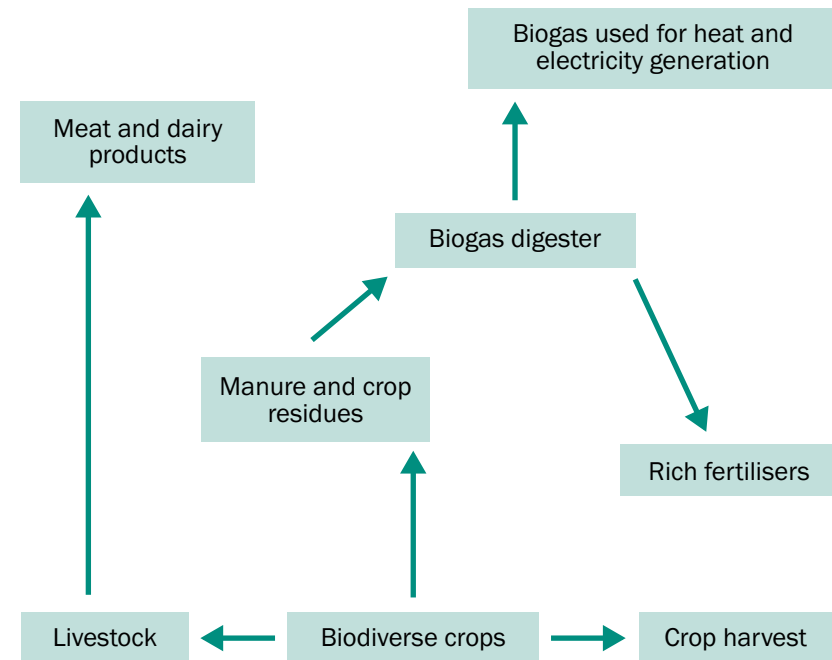 Biogas used for heat and
electricity generation
Meat and dairy
products
Biogas digester
Manure and crop
residues
Rich fertilisers
Livestock
Biodiverse crops
Crop harvest